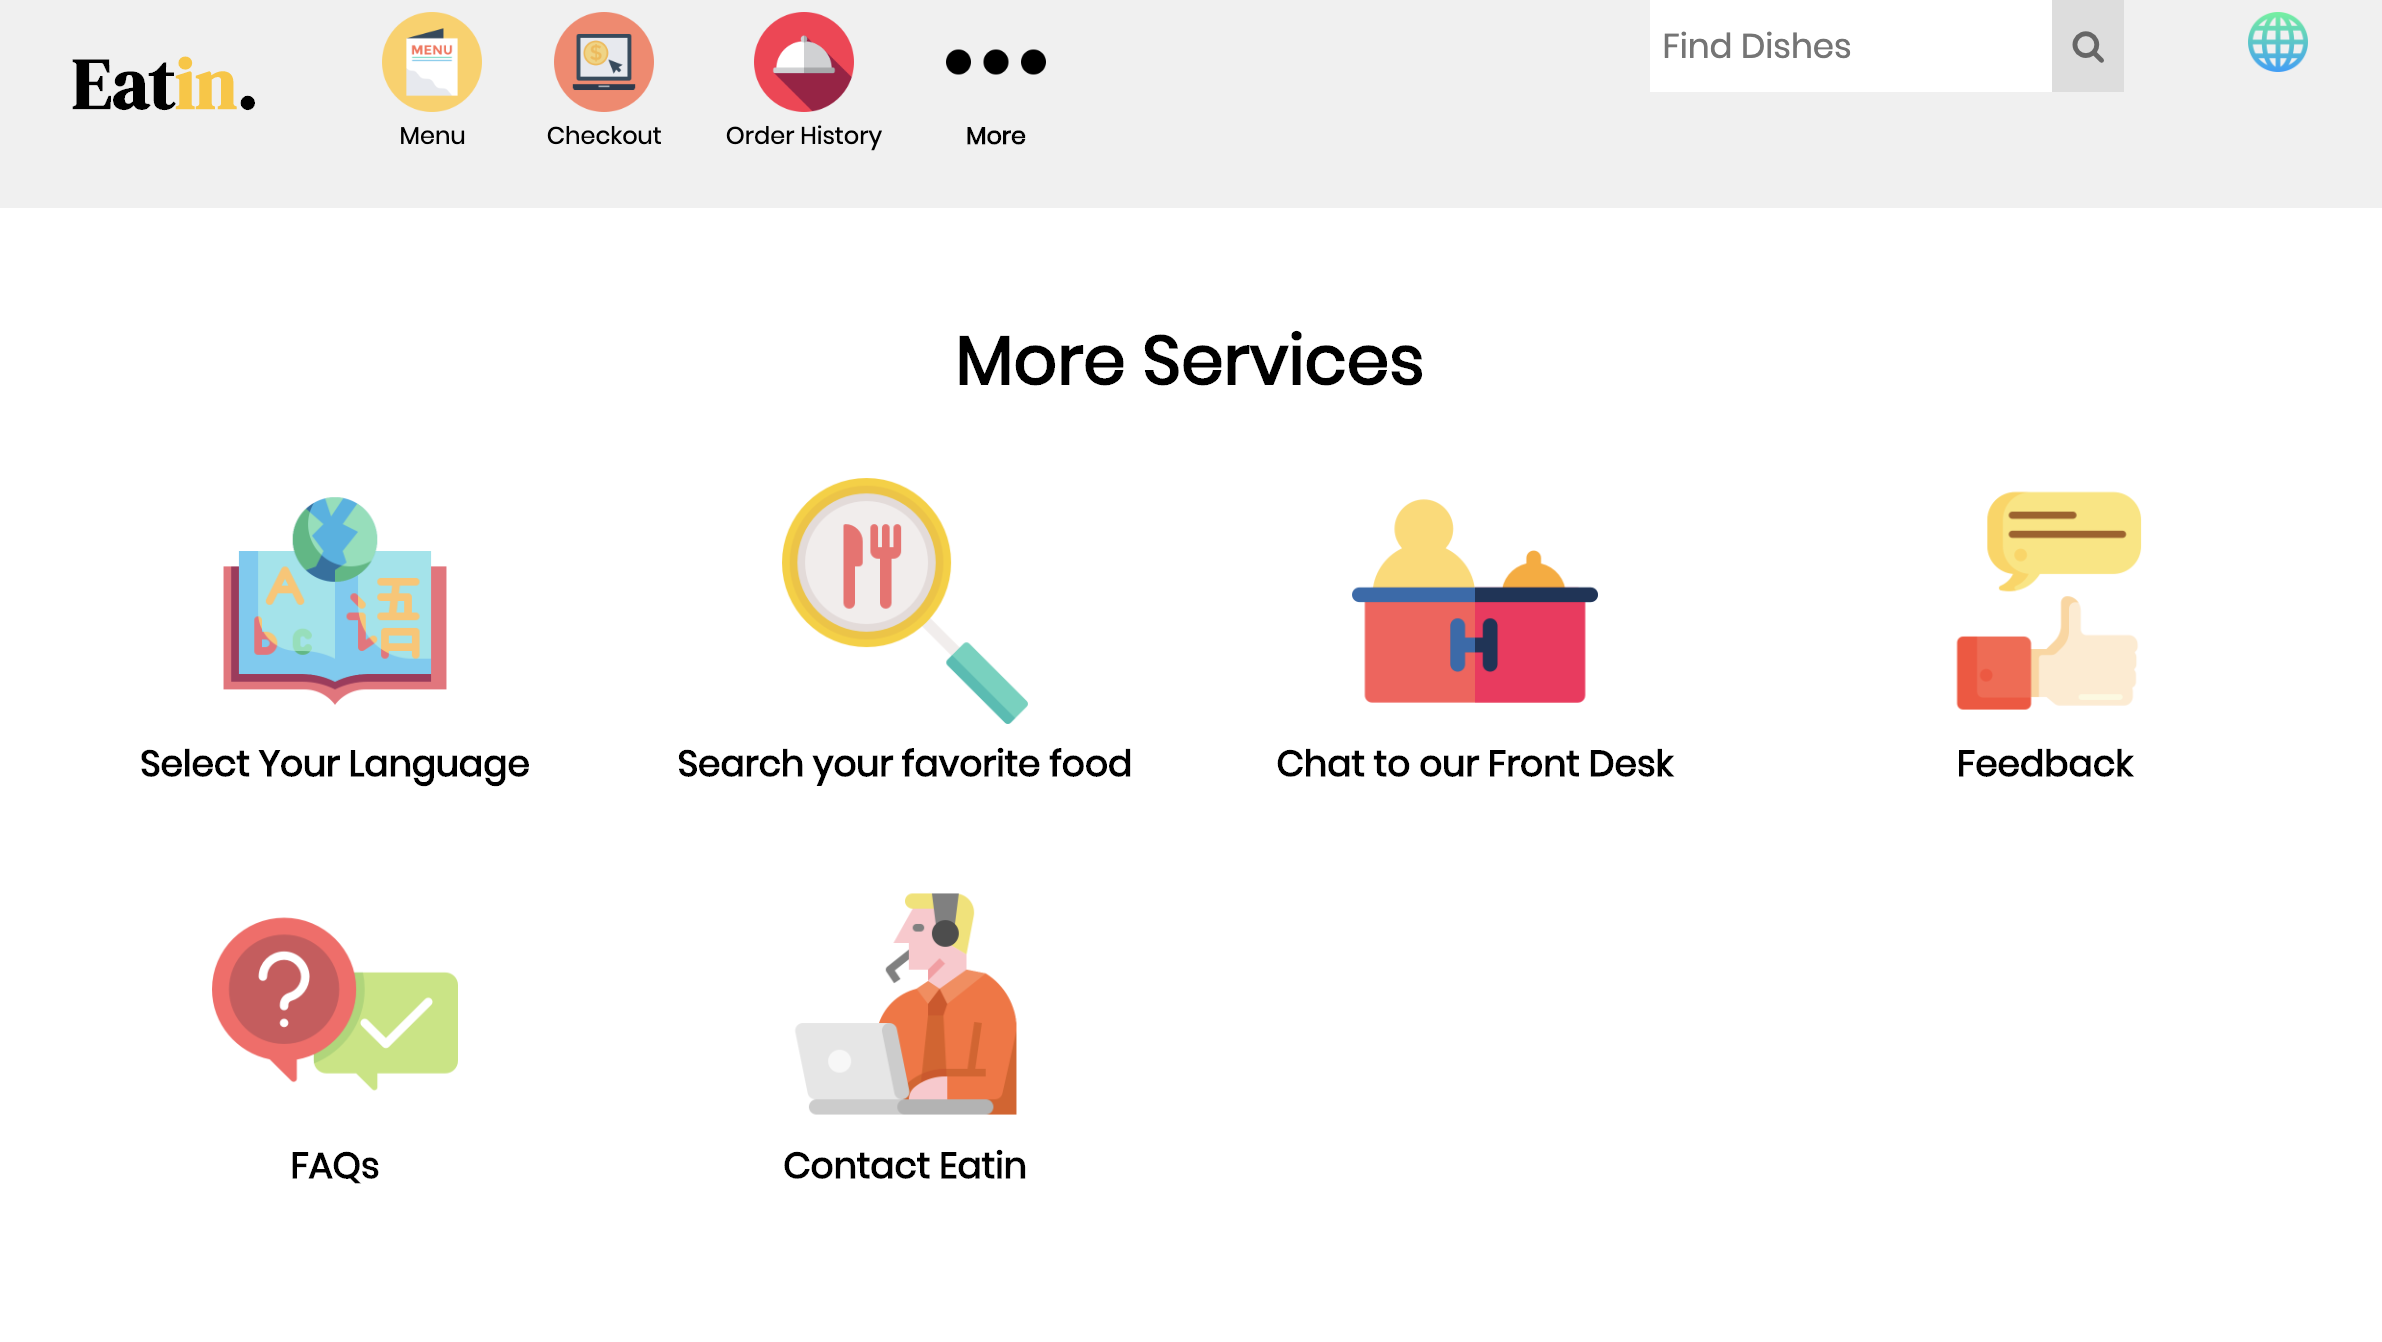 Eatin.
MENU
Menu
Checkout
Order History
More
Find Dishes
More Services
A
B C
语
H
Select Your Language
Search your favorite food
Chat to our Front Desk
Feedback
FAQs
Contact Eatin